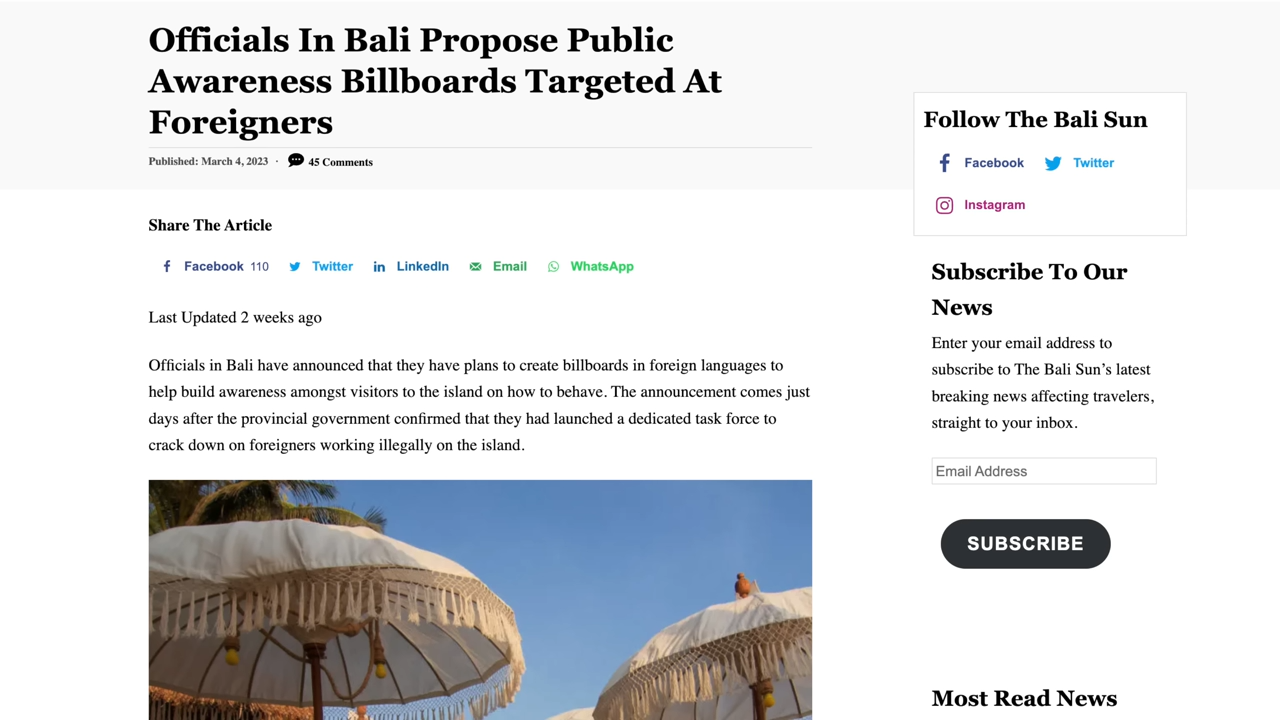 Officials In Bali Propose Public
Awareness Billboards Targeted At
Foreigners
Published: March 4, 2023 · 45 Comments
Share The Article
Facebook 110 Twitter LinkedIn Email WhatsApp
Last Updated 2 weeks ago
Officials in Bali have announced that they have plans to create billboards in foreign languages to
help build awareness amongst visitors to the island on how to behave. The announcement comes just
days after the provincial government confirmed that they had launched a dedicated task force to
crack down on foreigners working illegally on the island.
Follow The Bali Sun
Facebook Twitter
Instagram
Subscribe To Our
News
Enter your email address to
subscribe to The Bali Sun’s latest
breaking news affecting travelers,
straight to your inbox.
Email Address
SUBSCRIBE
Most Read News